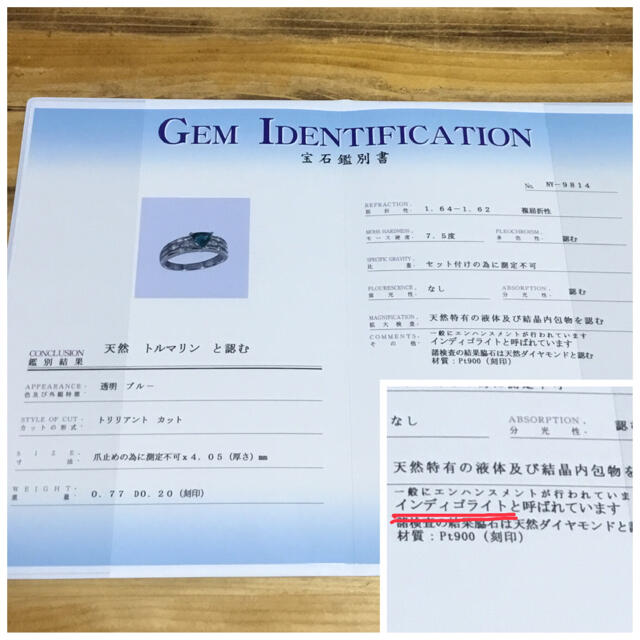 GEM IDENTIFICATION
宝石鑑別書
No. NY-9814
REFRACTION.
屈折性. 1.64-1.62 複屈折性
MOHS HARDNESS. PLEOCHROISM.
モース硬度. 7.5度 多色性. 認む
SPECIFIC GRAVITY.
比重. セット付けの為に測定不可
FLOURESCENCE. ABSORPTION.
蛍光性. なし 分光性. 認む
MAGNIFICATION.
拡大検査. 天然特有の液体及び結晶内包物を認む
COMMENTS. 一般にエンハンスメントが行われています
その他. インディゴライトと呼ばれています
諸検査の結果脇石は天然ダイヤモンドと認む
材質:Pt900(刻印)
CONCLUSION
鑑別結果 天然 トルマリン と認む
APPEARANCE.
色及び外観特徴. 透明 ブルー
STYLE OF CUT.
カットの形式. トリリアント カット
SIZE.
寸法. 爪止めの為に測定不可x4.05(厚さ)mm
WEIGHT.
重量. 0.77 D0.20(刻印)
なし ABSORPTION.
分光性. 認む
天然特有の液体及び結晶内包物を
一般にエンハンスメントが行われていま
インディゴライトと呼ばれています
諸検査の結果脇石は天然ダイヤモンドと認
材質:Pt900(刻印)